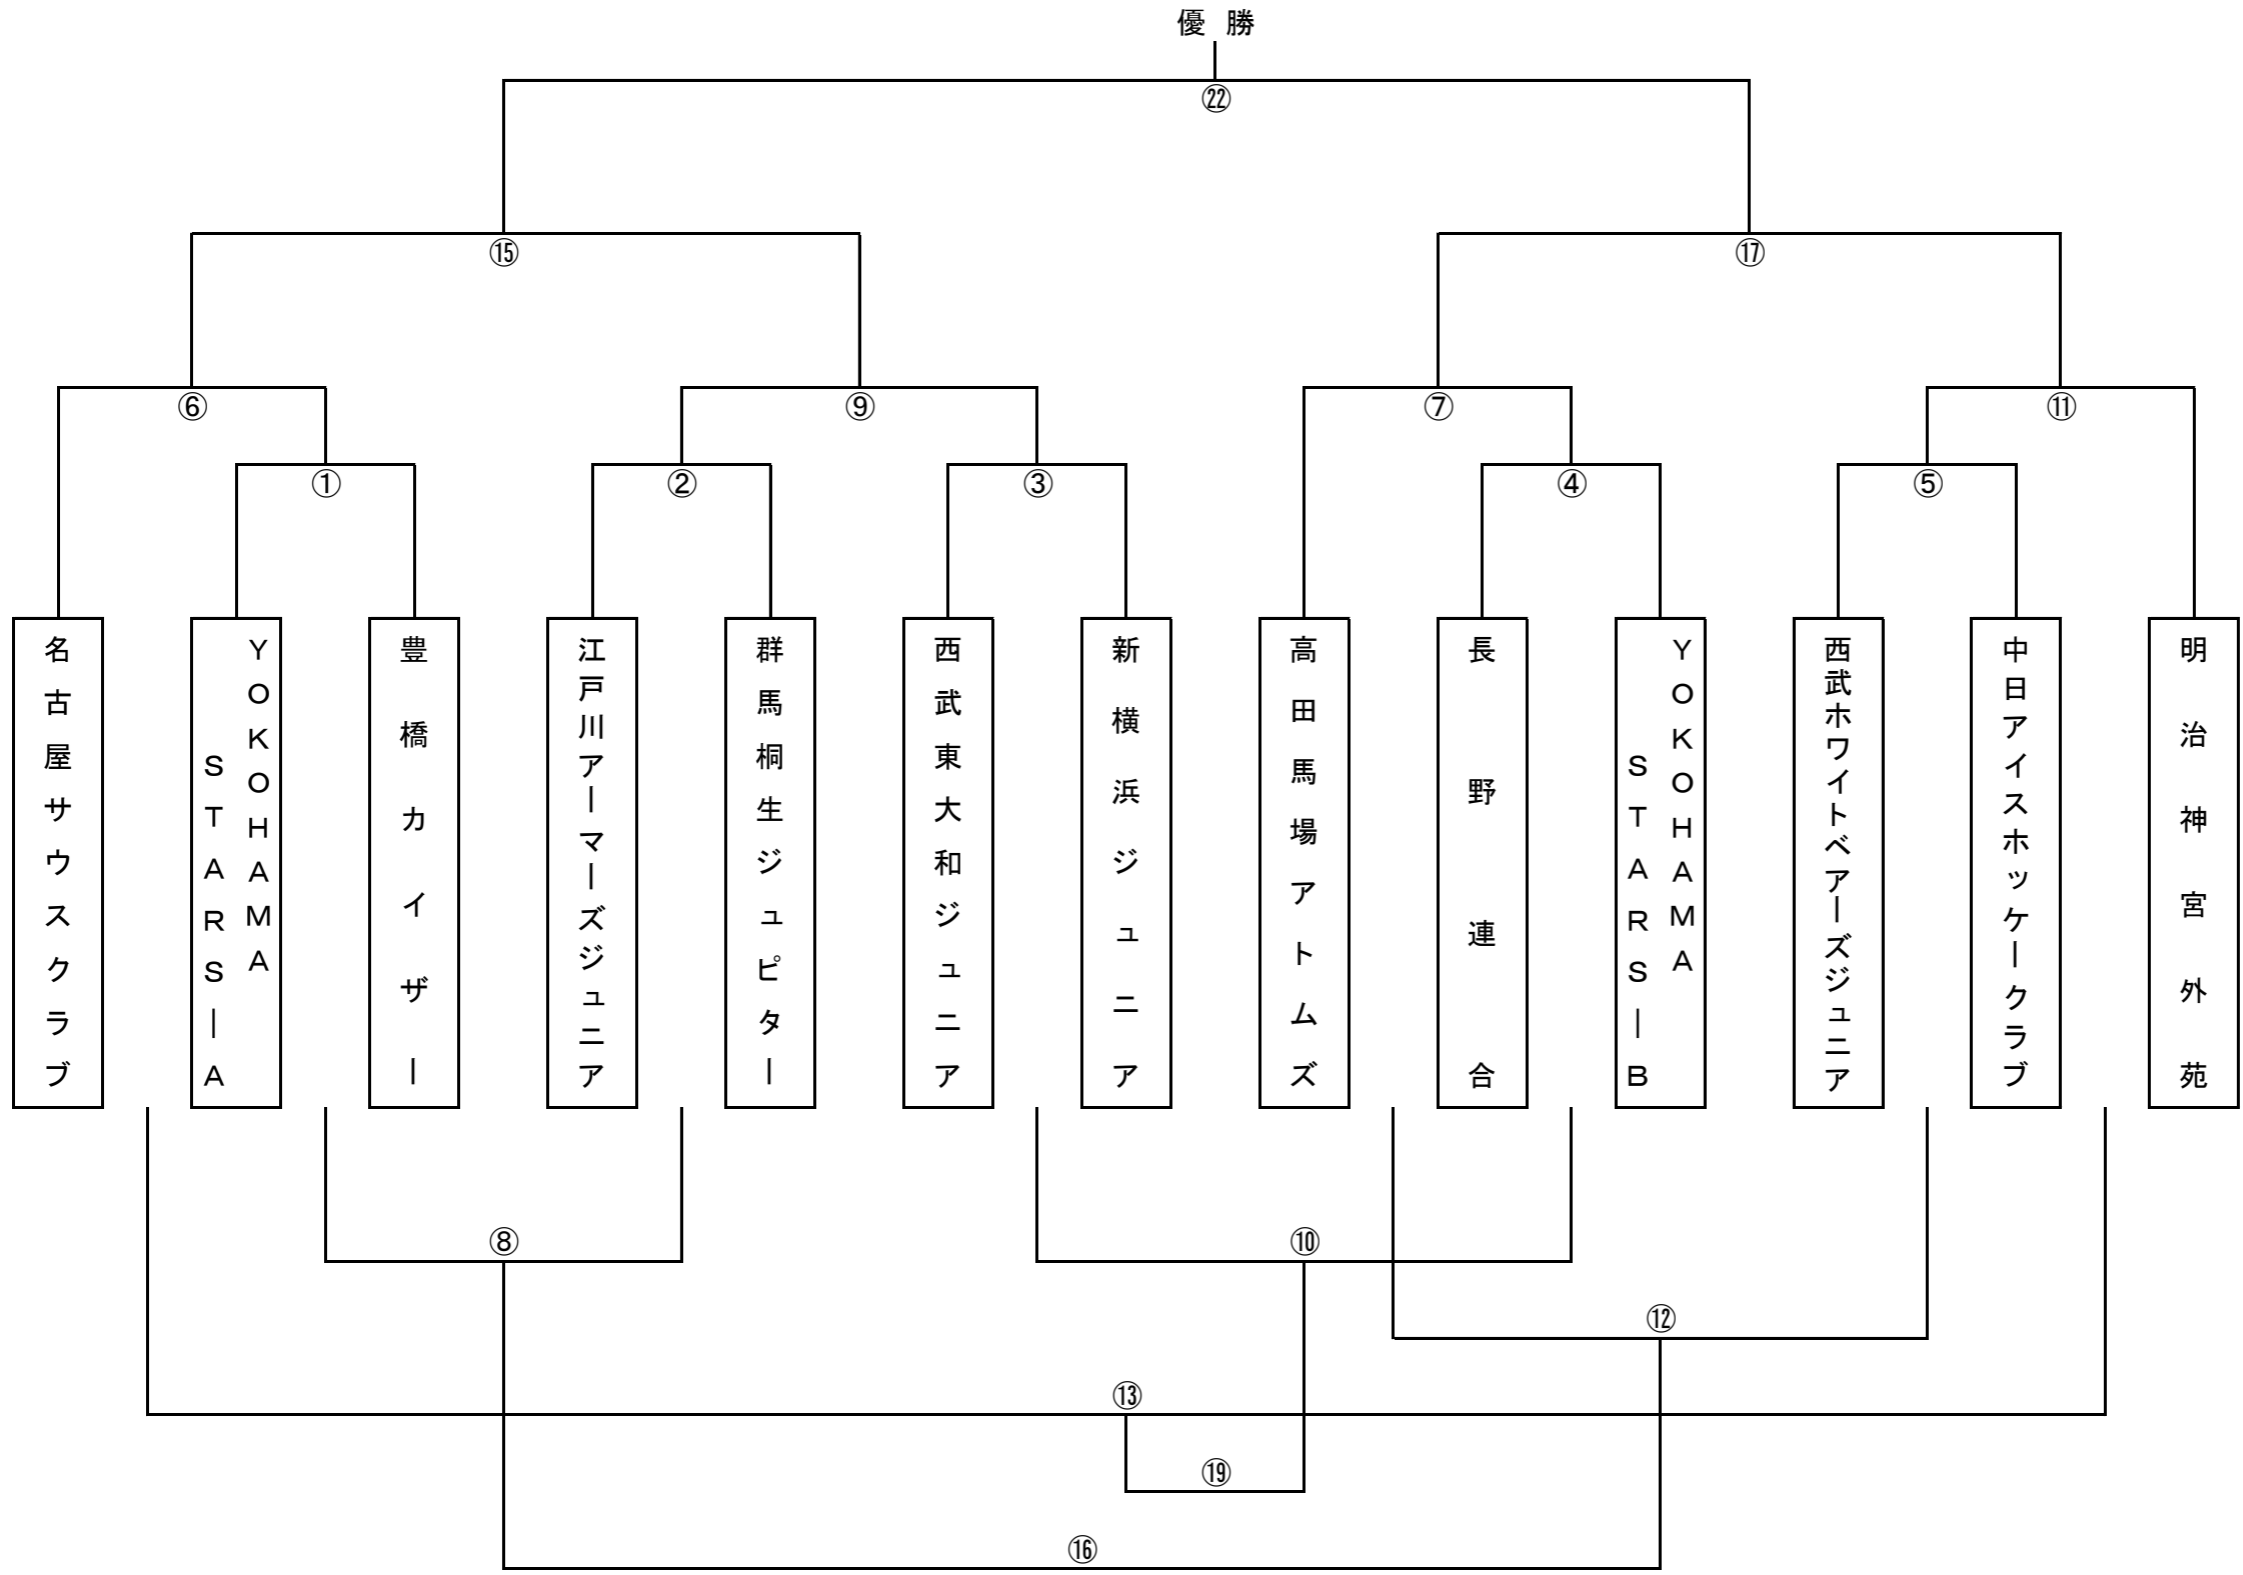 優 勝
㉒
⑮
⑰
⑥
⑨
⑦
⑪
①
②
③
④
⑤
名古屋サウスクラブ
YOKOHAMA
STARS－A
豊橋カイザー
江戸川アーマーズジュニア
群馬桐生ジュピター
西武東大和ジュニア
新横浜ジュニア
高田馬場アトムズ
長野連合
YOKOHAMA
STARS－B
西武ホワイトベアーズジュニア
中日アイスホッケークラブ
明治神宮外苑
⑧
⑩
⑫
⑬
⑲
⑯